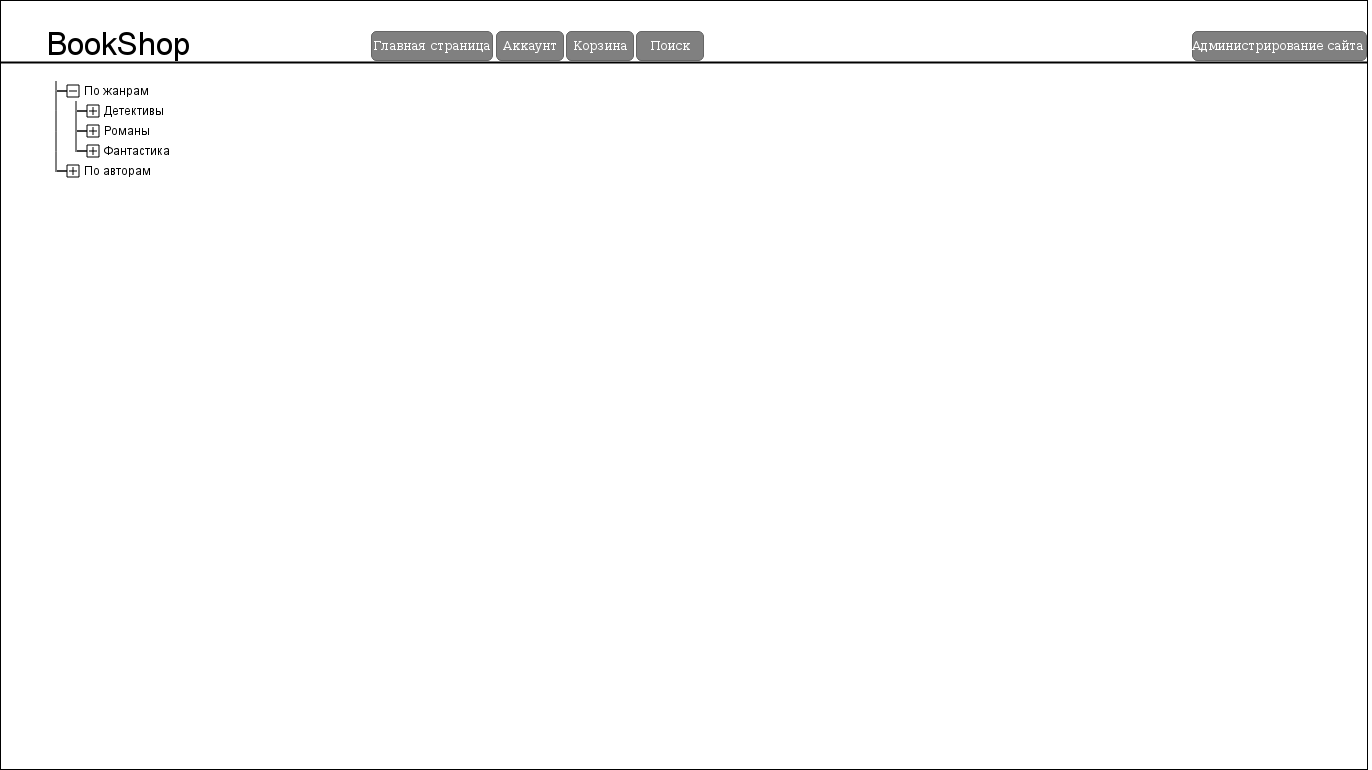 BookShop
Главная страница
Аккаунт
Корзина
Поиск
Администрирование сайта
По жанрам
Детективы
Романы
Фантастика
По авторам